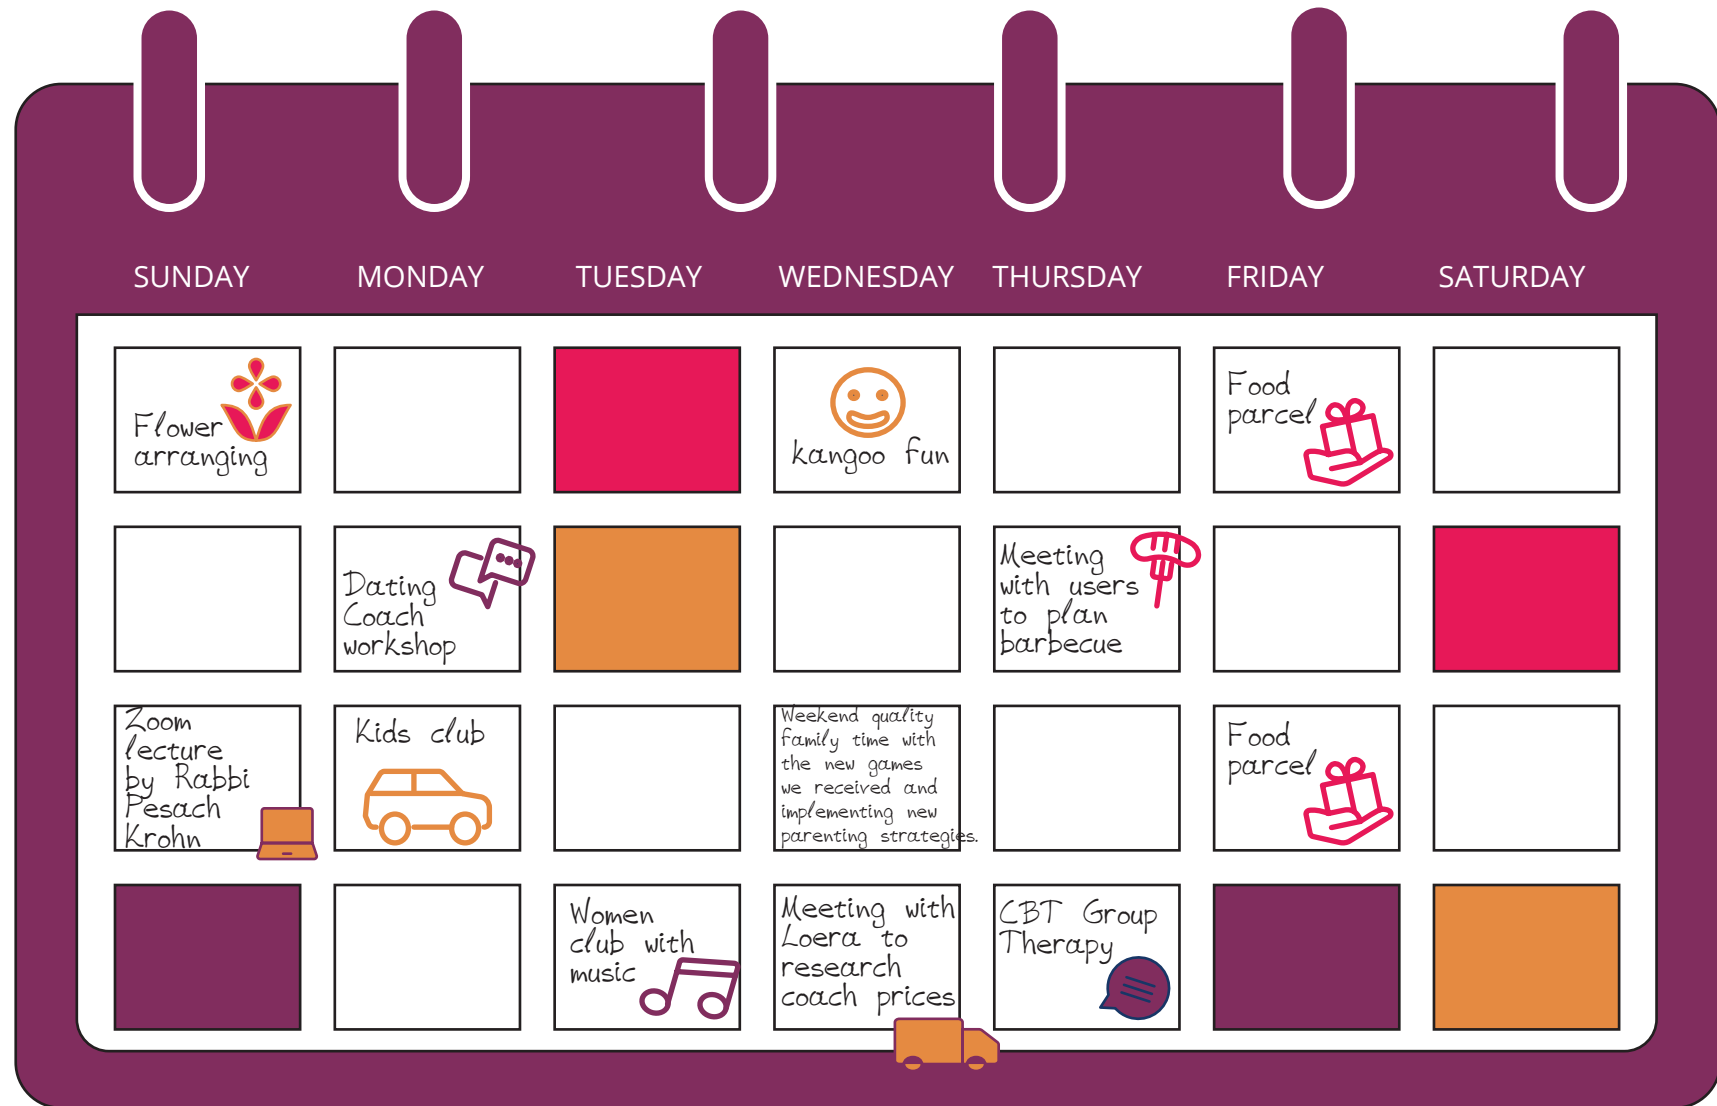 SUNDAY MONDAY TUESDAY WEDNESDAY THURSDAY FRIDAY SATURDAY
Flower
arranging
kangoo fun
Food
parcel
Dating
Coach
workshop
Meeting
with users
to plan
barbecue
Zoom
lecture
by Rabbi
Pesach
Krohn
Kids club
Weekend quality
family time with
the new games
we received and
implementing new
parenting strategies.
Food
parcel
Women
club with
music
Meeting with
Loera to
research
coach prices
CBT Group
Therapy